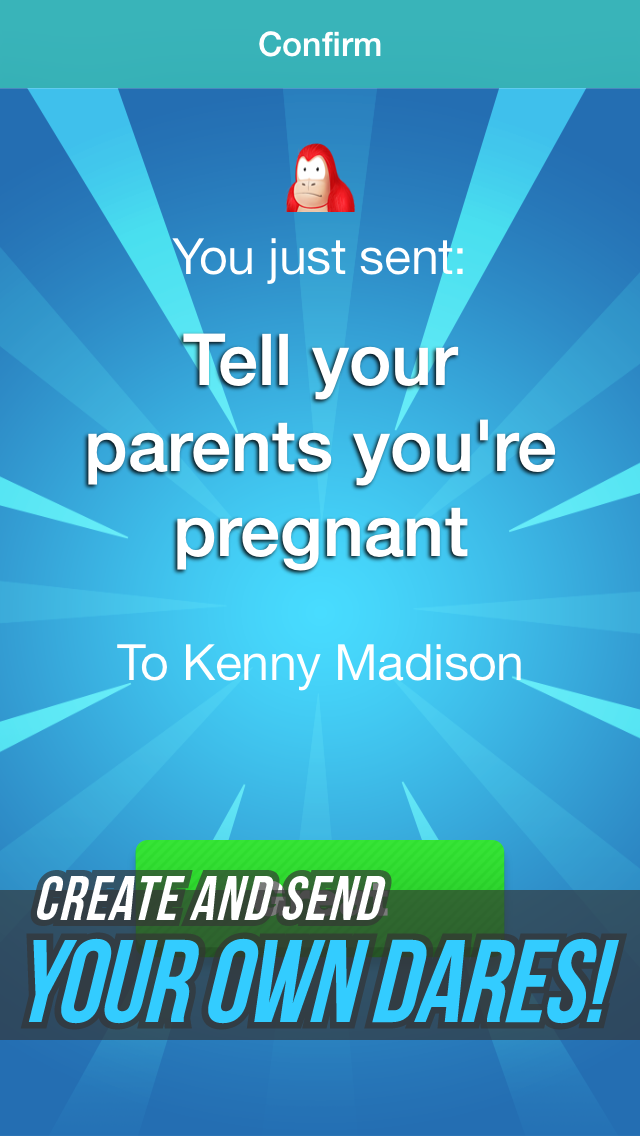 Confirm
You just sent:
Tell your
parents you're
pregnant
To Kenny Madison
CREATE AND SEND
YOUR OWN DARES!